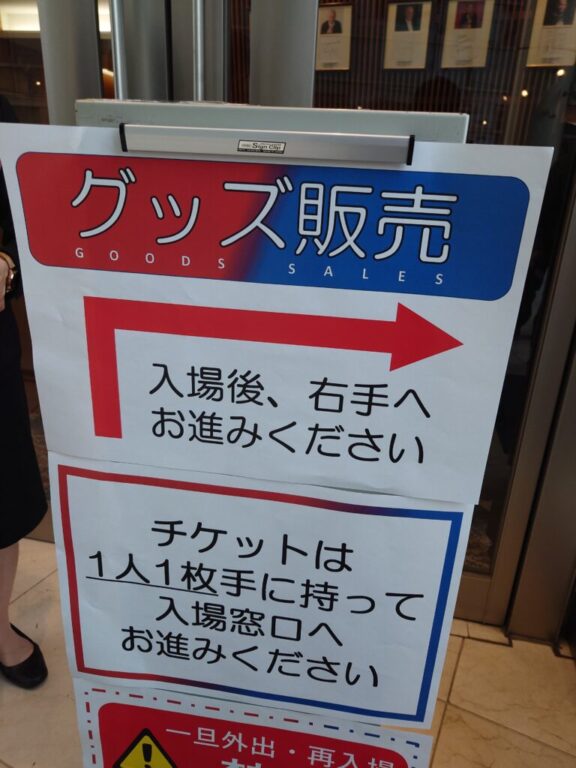 Sign Clip
グッズ販売
GOODS SALES
入場後、右手へ
お進みください
チケットは
1人1枚手に持って
入場窓口へ
お進みください
一旦外出・再入場